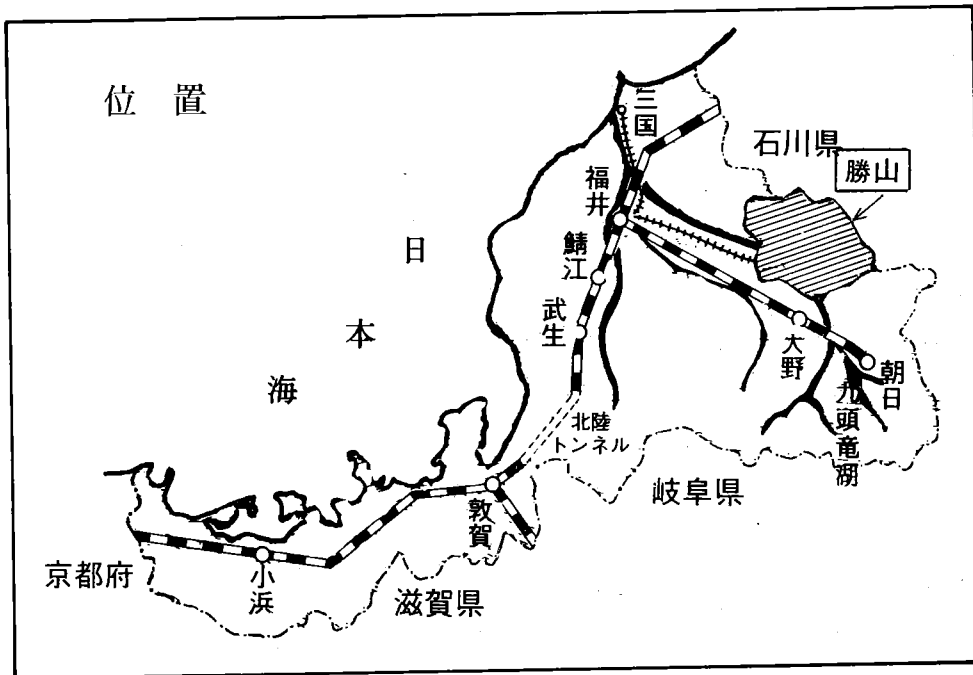 位置
三国
石川県
勝山
福井
日本海
鯖江
武生
大野
朝日
九頭竜湖
北陸
トンネル
岐阜県
敦賀
京都府
小浜
滋賀県